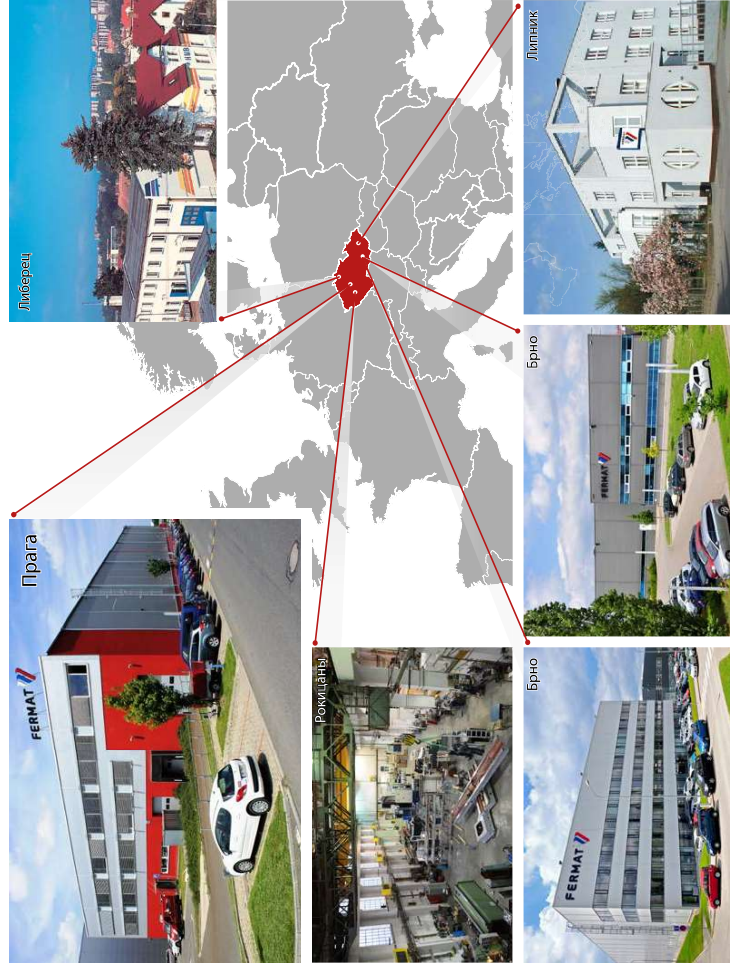 Либерец
Липник
Брно
FERMAT
Прага
FERMAT
Рокицаны
Брно
FERMAT